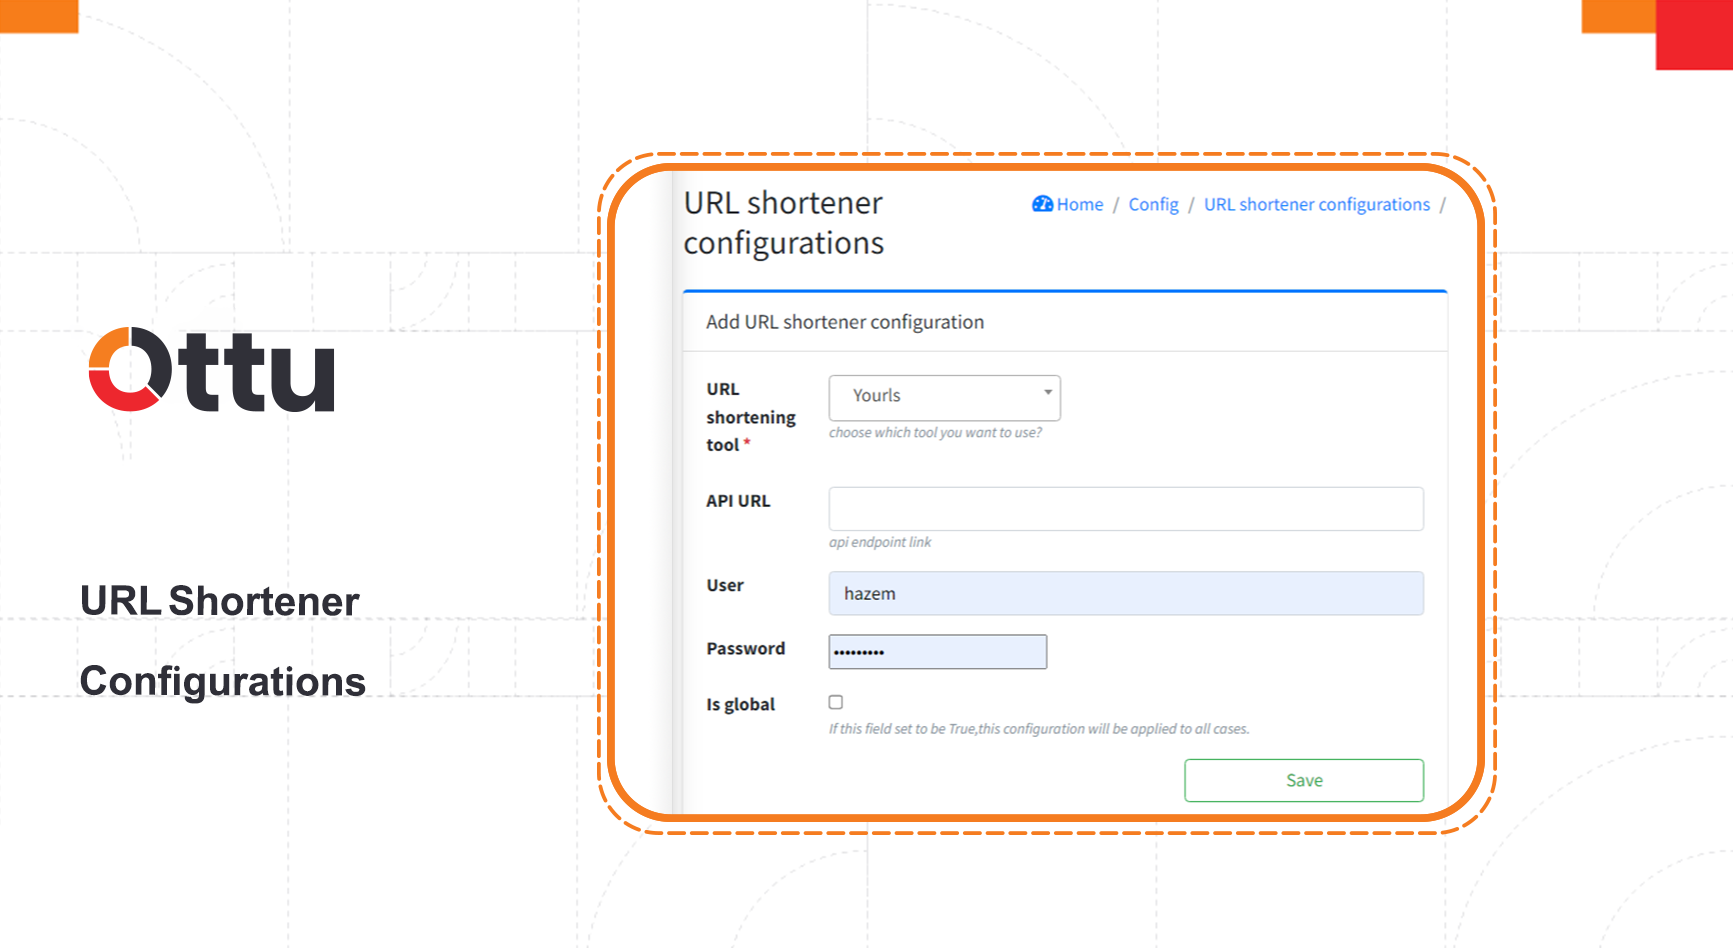 Ottu
URL Shortener
Configurations
URL shortener
configurations
Home / Config / URL shortener configurations /
Add URL shortener configuration
URL
shortening
tool *
Yourls
choose which tool you want to use?
API URL
api endpoint link
User
hazem
Password
•••••••••
Is global
If this field set to be True,this configuration will be applied to all cases.
Save